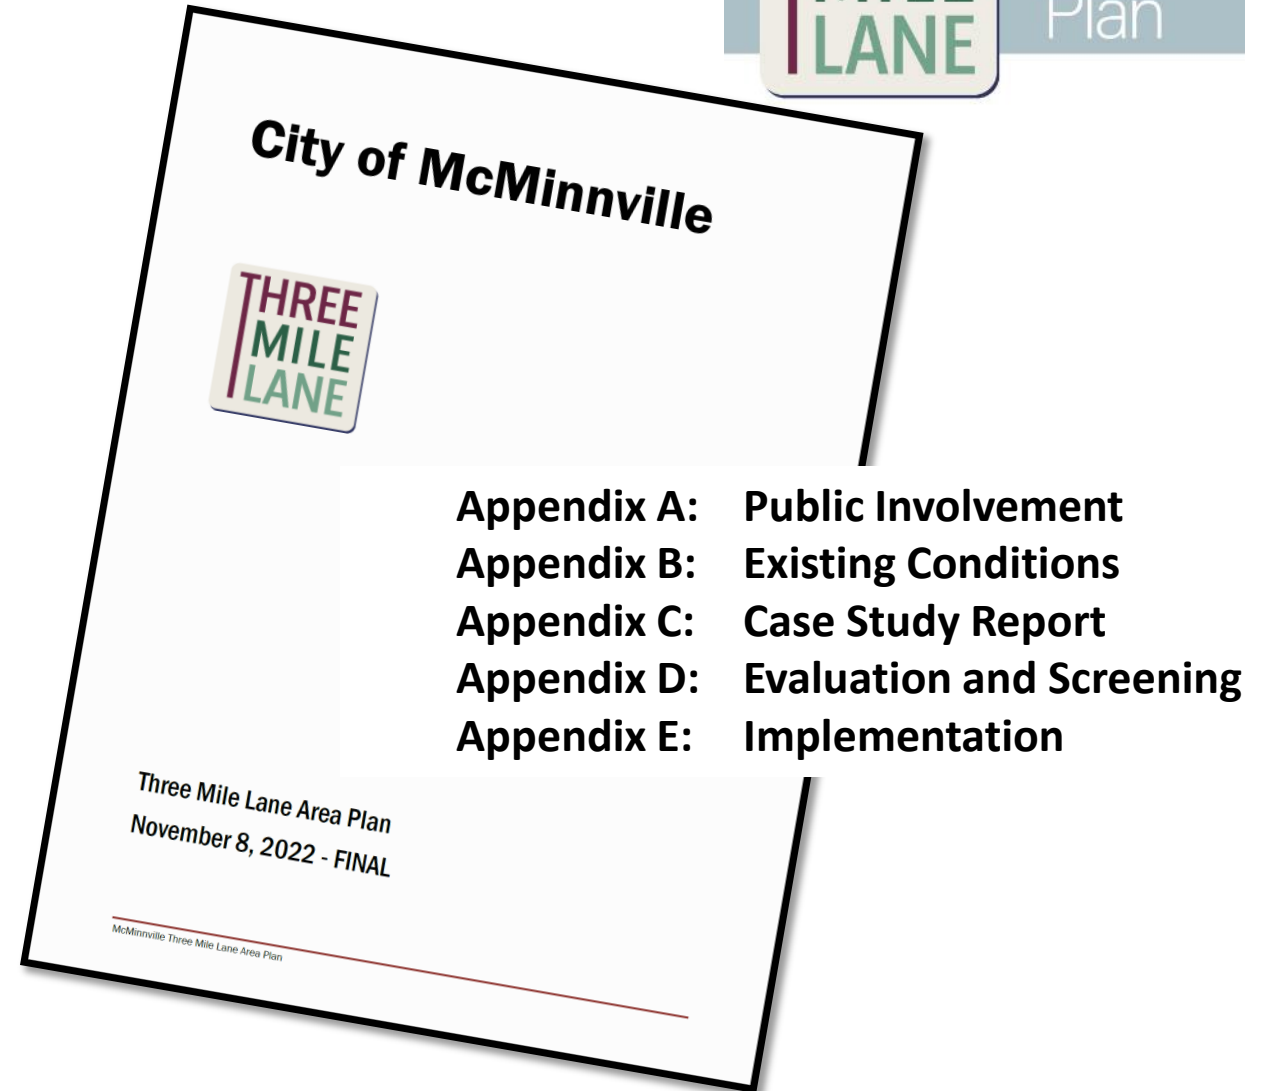 MILE
LANE
Plan
City of McMinnville
THREE
MILE
LANE
Appendix A: Public Involvement
Appendix B: Existing Conditions
Appendix C: Case Study Report
Appendix D: Evaluation and Screening
Appendix E: Implementation
Three Mile Lane Area Plan
November 8, 2022 - FINAL
McMinnville Three Mile Lane Area Plan